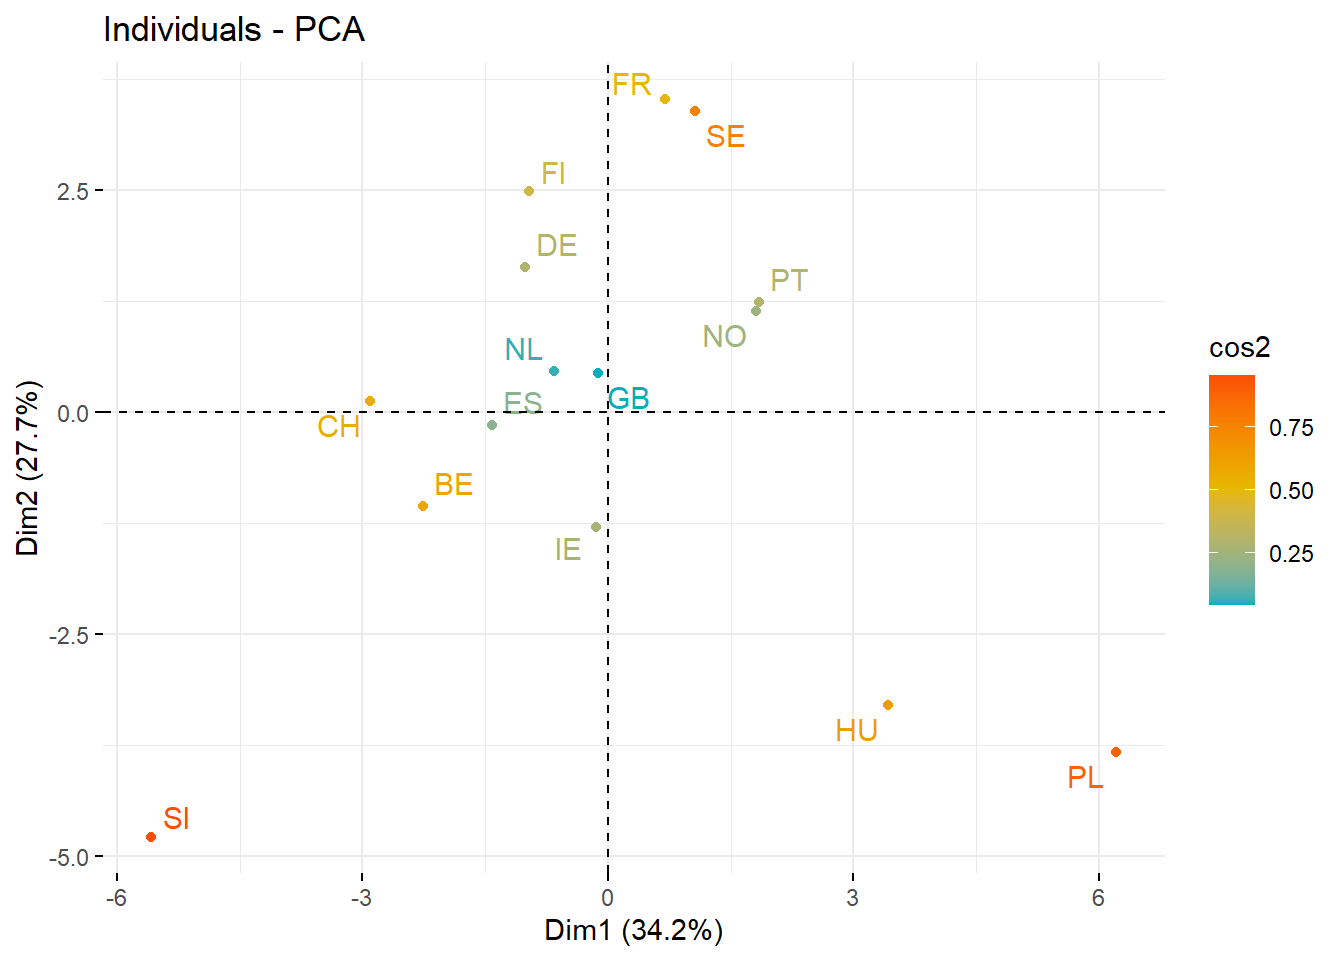 Individuals - PCA
FR
SE
FI
DE
PT
NO
NL
GB
ES
CH
BE
IE
HU
PL
SI
2.5
0.0
-2.5
-5.0
-6
-3
0
3
6
Dim1 (34.2%)
Dim2 (27.7%)
cos2
0.75
0.50
0.25